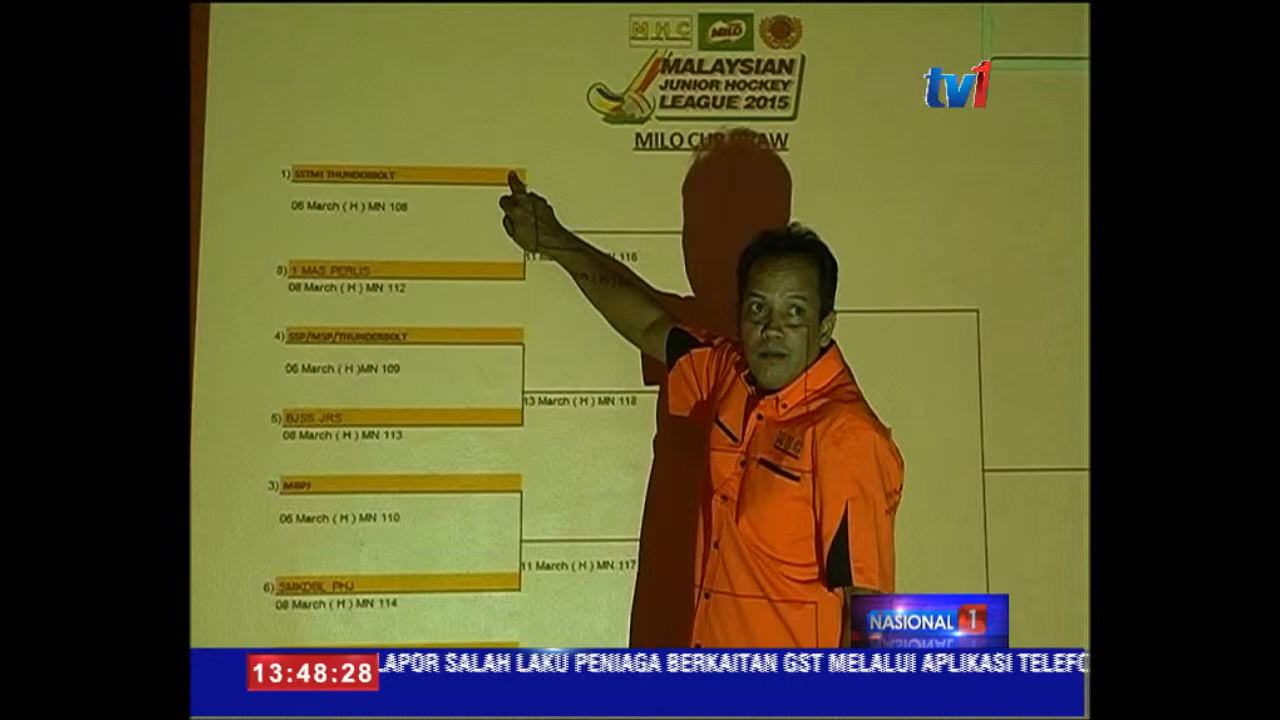 MHC
MILO
MALAYSIAN
JUNIOR HOCKEY
LEAGUE 2015
tv1
MILO CUP DRAW
1) SSTMI THUNDERBOLT
06 March ( H ) MN 108
116
8) 1 MAS PERLIS
08 March ( H ) MN 112
4) SSP/MSP/THUNDERBOLT
06 March ( H )MN 109
13 March ( H ) MN 118
5) BJSS JRS
08 March ( H ) MN 113
3) MBPJ
06 March ( H ) MN 110
11 March ( H ) MN 117
6) SMKDBL PHJ
08 March ( H ) MN 114
NASIONAL 1
13:48:28
LAPOR SALAH LAKU PENIAGA BERKAITAN GST MELALUI APLIKASI TELEFO